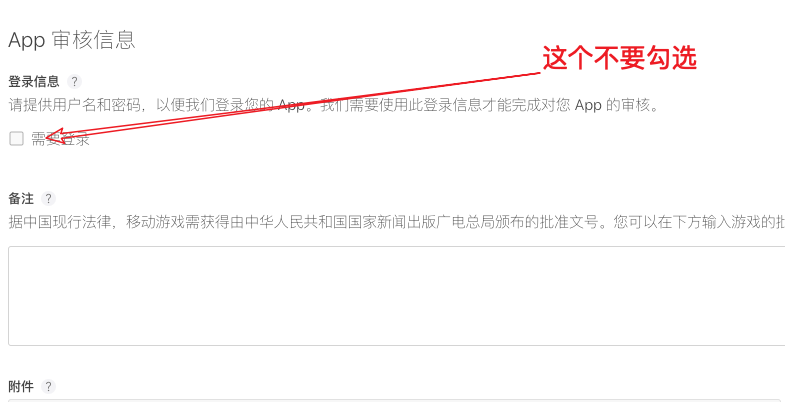 App 审核信息
这个不要勾选
登录信息 ?
请提供用户名和密码，以便我们登录您的 App。我们需要使用此登录信息才能完成对您 App 的审核。
需要登录
备注 ?
据中国现行法律，移动游戏需获得由中华人民共和国国家新闻出版广电总局颁布的批准文号。您可以在下方输入游戏的批
附件 ?